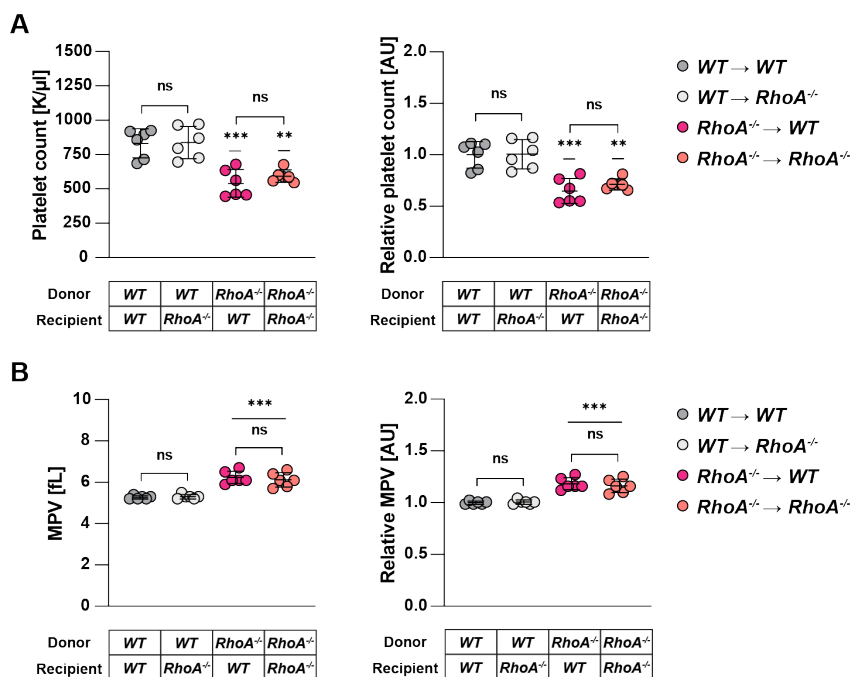 A
Platelet count [K/µl]
1500
1250
1000
750
500
250
0
ns
ns
***
**
Donor WT WT RhoA-/- RhoA-/-
Recipient WT RhoA-/- WT RhoA-/-
Relative platelet count [AU]
2.0
1.5
1.0
0.5
0.0
ns
ns
***
**
Donor WT WT RhoA-/- RhoA-/-
Recipient WT RhoA-/- WT RhoA-/-
WT → WT
WT → RhoA-/-
RhoA-/- → WT
RhoA-/- → RhoA-/-
B
MPV [fL]
10
8
6
4
2
0
ns
***
ns
Donor WT WT RhoA-/- RhoA-/-
Recipient WT RhoA-/- WT RhoA-/-
Relative MPV [AU]
2.0
1.5
1.0
0.5
0.0
ns
***
ns
Donor WT WT RhoA-/- RhoA-/-
Recipient WT RhoA-/- WT RhoA-/-
WT → WT
WT → RhoA-/-
RhoA-/- → WT
RhoA-/- → RhoA-/-